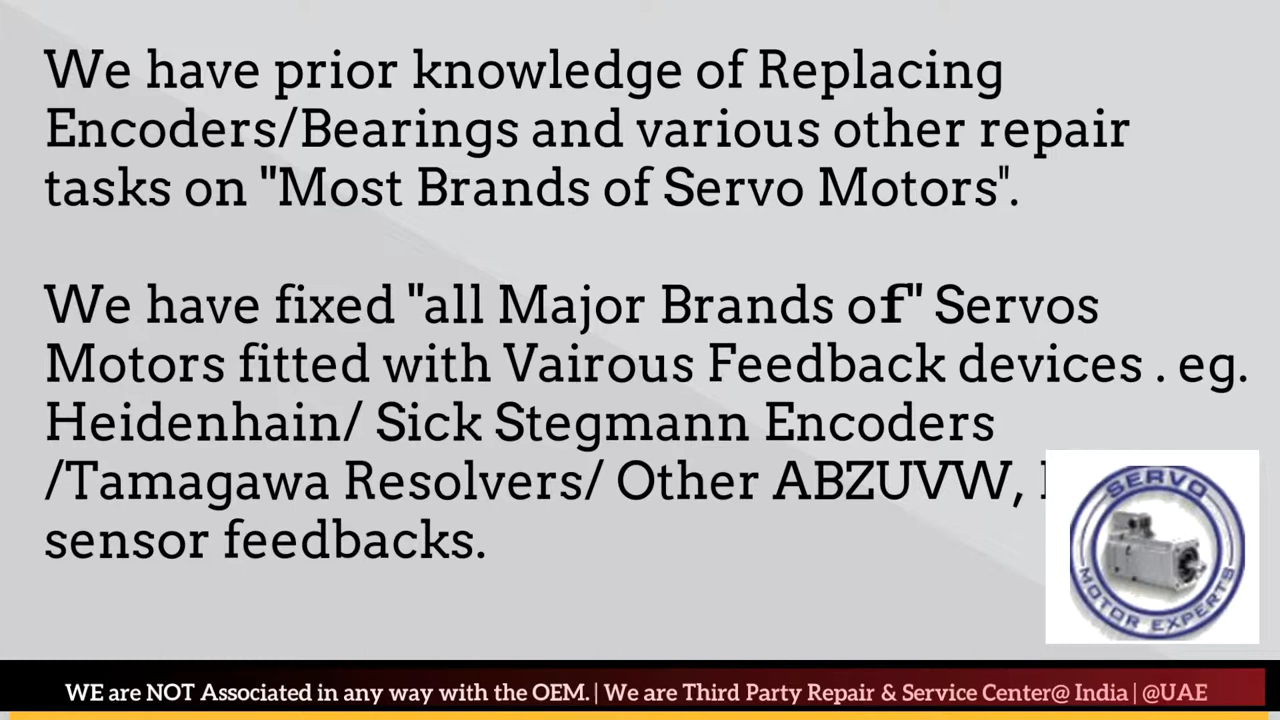 We have prior knowledge of Replacing
Encoders/Bearings and various other repair
tasks on "Most Brands of Servo Motors".
We have fixed "all Major Brands of" Servos
Motors fitted with Vairous Feedback devices . eg.
Heidenhain/ Sick Stegmann Encoders
/Tamagawa Resolvers/ Other ABZUVW,
sensor feedbacks.
SERVO
MOTOR EXPERTS
WE are NOT Associated in any way with the OEM. | We are Third Party Repair & Service Center@ India | @UAE